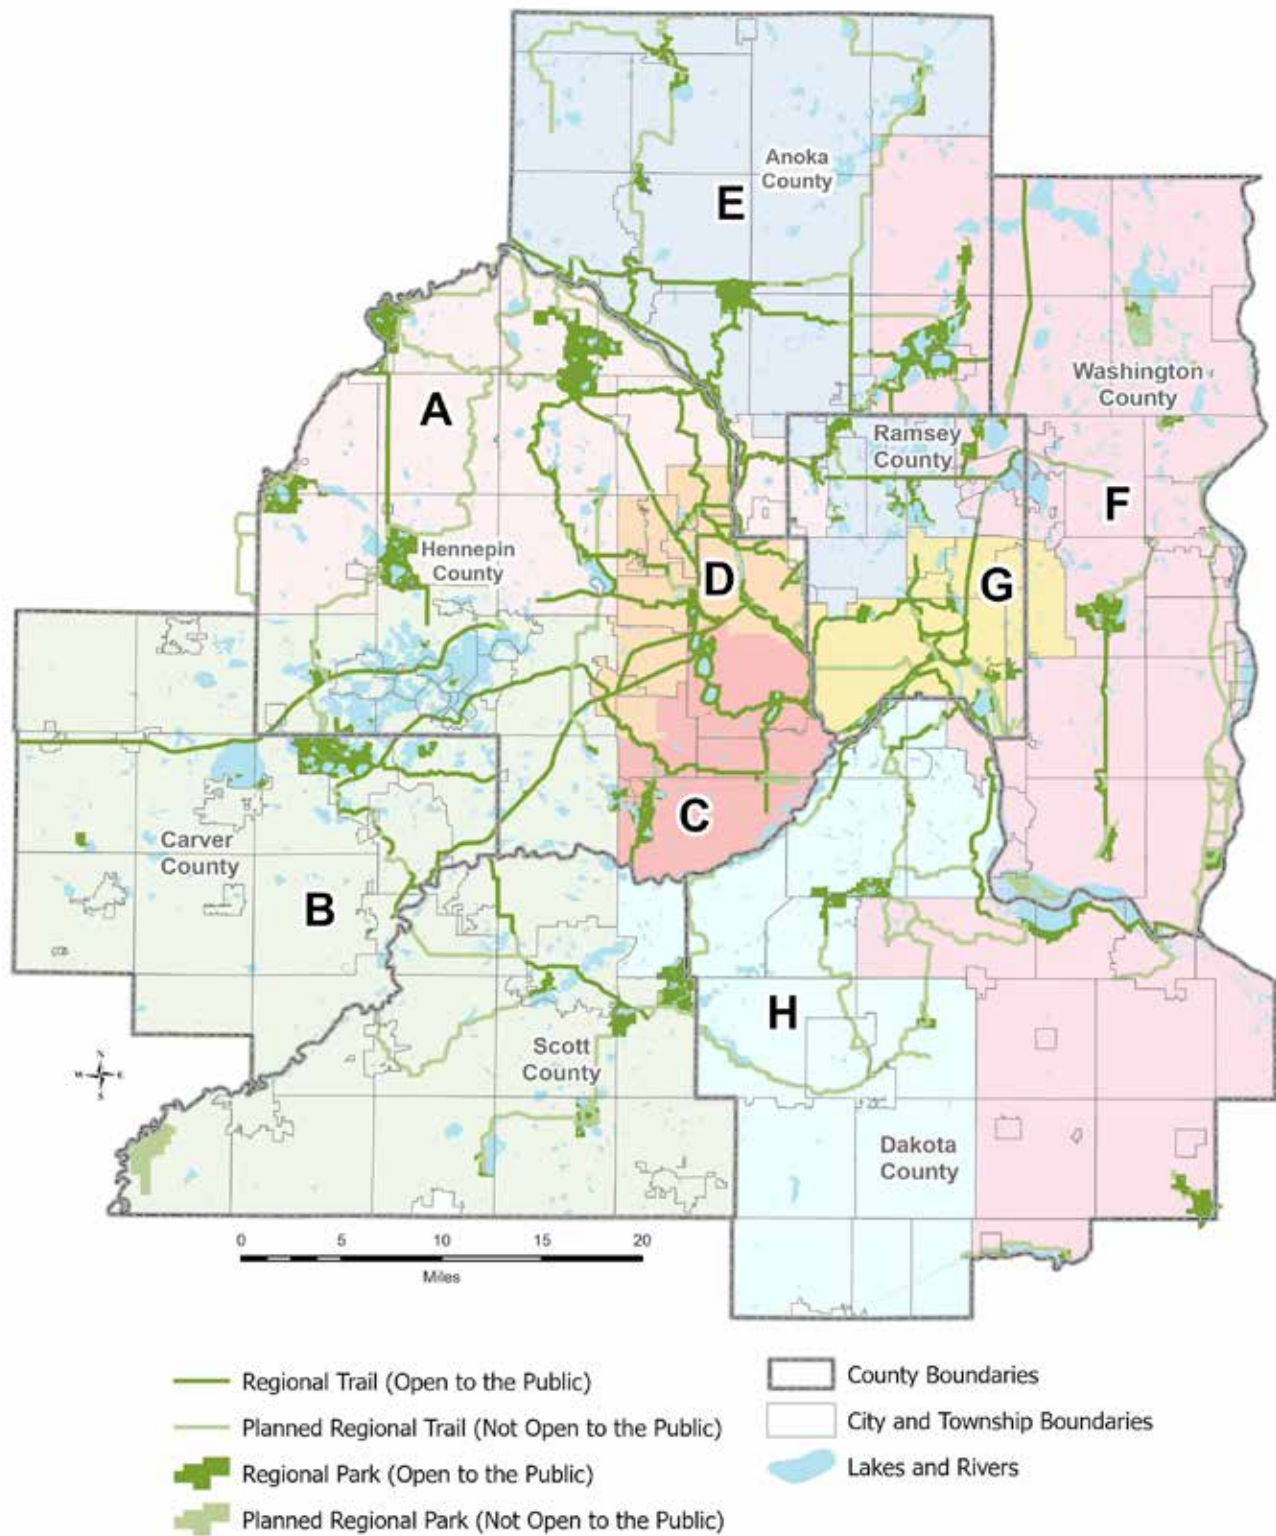 Anoka
County
E
A
Washington
County
Ramsey
County
F
Hennepin
County
D
G
C
Carver
County
B
H
Scott
County
N
W
E
S
Dakota
County
0 5 10 15 20
Miles
Regional Trail (Open to the Public)
Planned Regional Trail (Not Open to the Public)
Regional Park (Open to the Public)
Planned Regional Park (Not Open to the Public)
County Boundaries
City and Township Boundaries
Lakes and Rivers